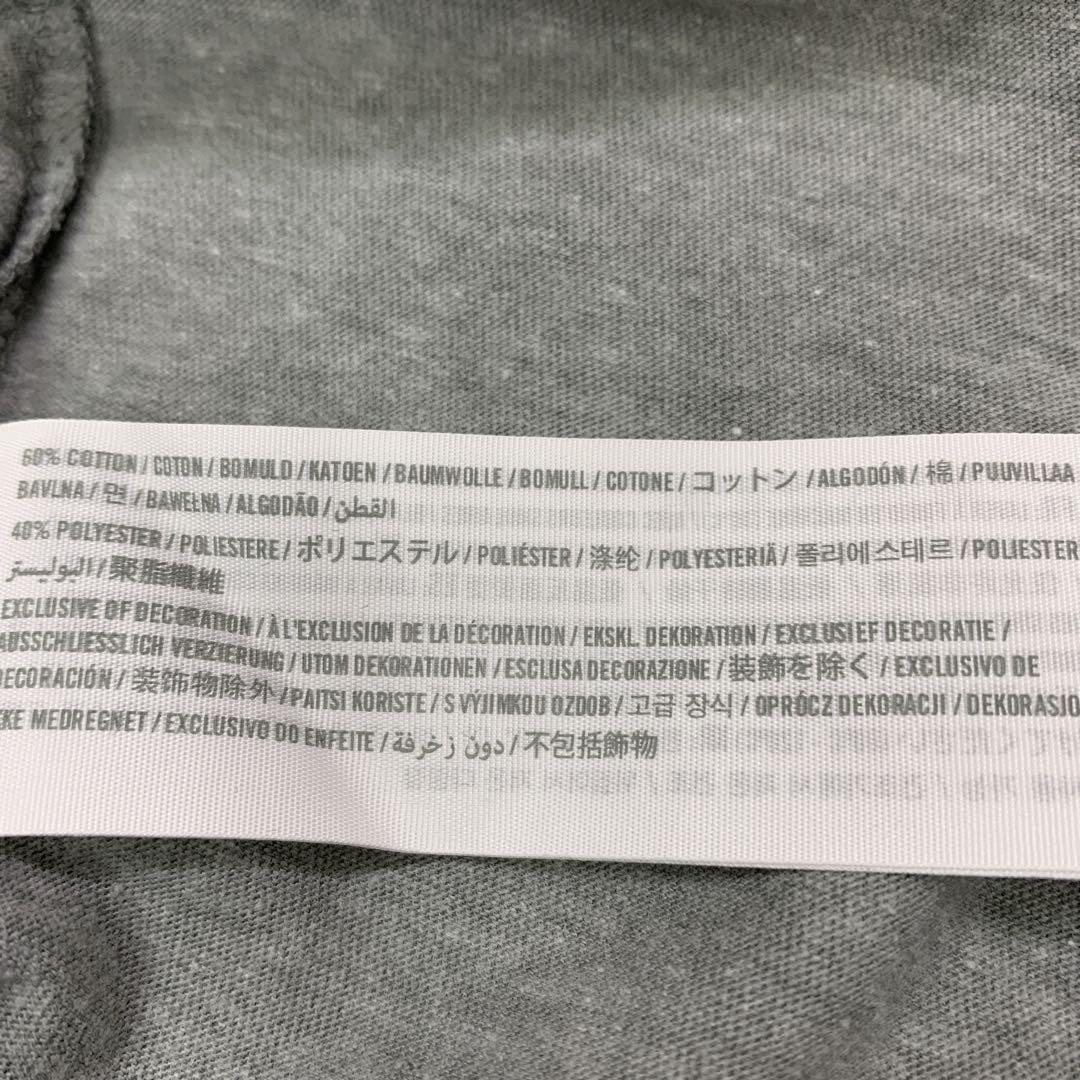 60% COTTON / COTON / BOMULD / KATOEN / BAUMWOLLE / BOMULL / COTONE / コットン / ALGODÓN / 棉 / PUUVILLAA
BAVLNA / 면 / BAWEŁNA / ALGODÃO / القطن
40% POLYESTER / POLIESTERE / ポリエステル / POLIÉSTER / 涤纶 / POLYESTERIÄ / 폴리에스테르 / POLIESTER
البوليستر / 聚脂纖維
EXCLUSIVE OF DECORATION / À L'EXCLUSION DE LA DÉCORATION / EKSKL. DEKORATION / EXCLUSIEF DECORATIE /
AUSSCHLIESSLICH VERZIERUNG / UTOM DEKORATIONEN / ESCLUSA DECORAZIONE / 装飾を除く / EXCLUSIVO DE
DECORACIÓN / 装饰物除外 / PAITSI KORISTE / S VÝJIMKOU OZDOB / 고급 장식 / OPRÓCZ DEKORACJI / DEKORASJO
KE MEDREGNET / EXCLUSIVO DO ENFEITE / دون زخرفة / 不包括飾物